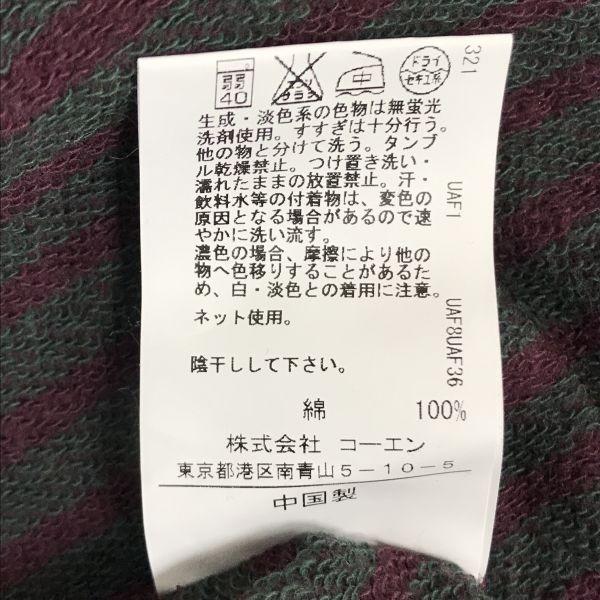 弱
40
エンソ
サラシ
中
ドライ
セキユ系
生成・淡色系の色物は無蛍光
洗剤使用。すすぎは十分行う。
他の物と分けて洗う。タンブ
ル乾燥禁止。つけ置き洗い・
濡れたままの放置禁止。汗・
飲料水等の付着物は、変色の
原因となる場合があるので速
やかに洗い流す。
濃色の場合、摩擦により他の
物へ色移りすることがあるた
め、白・淡色との着用に注意。
ネット使用。
陰干しして下さい。
綿 100%
株式会社 コーエン
東京都港区南青山5-10-5
中国製
321 UAF1 UAF8UAF36